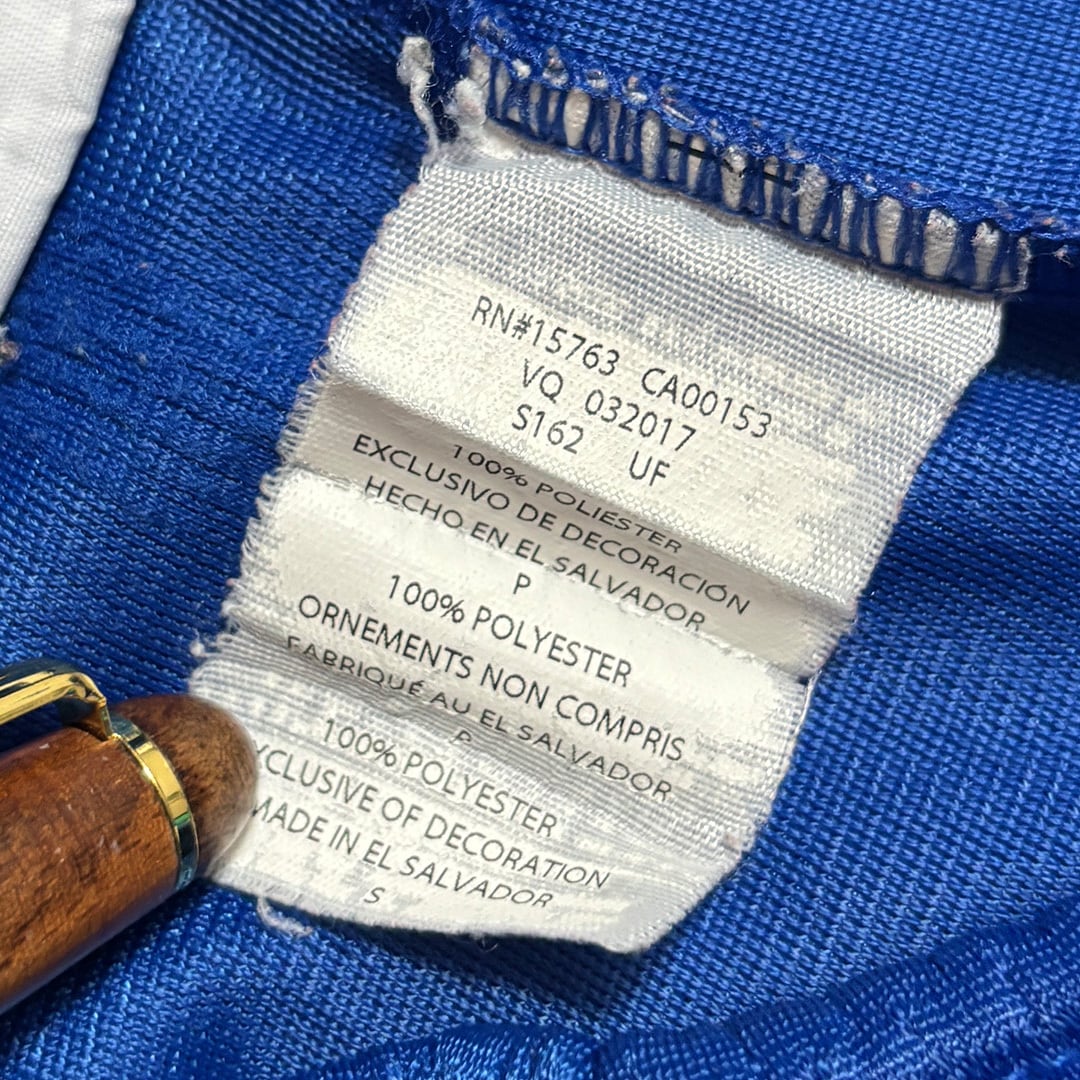 RN#15763 CA00153
VQ 032017
S162 UF
100% POLIÉSTER
EXCLUSIVO DE DECORACIÓN
HECHO EN EL SALVADOR
P
100% POLYESTER
ORNEMENTS NON COMPRIS
FABRIQUÉ AU EL SALVADOR
P
100% POLYESTER
XCLUSIVE OF DECORATION
MADE IN EL SALVADOR
S